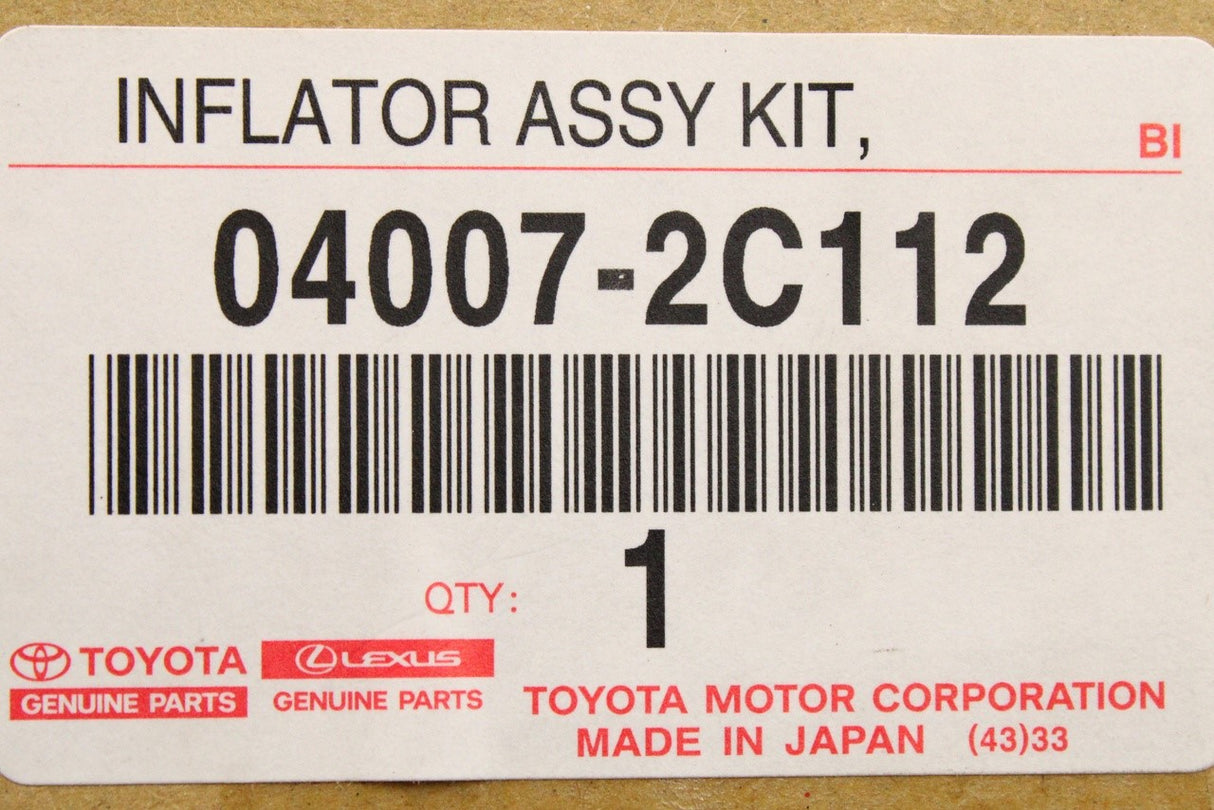 INFLATOR ASSY KIT,
BI
04007-2C112
QTY: 1
TOYOTA
GENUINE PARTS
LEXUS
GENUINE PARTS
TOYOTA MOTOR CORPORATION
MADE IN JAPAN (43)33